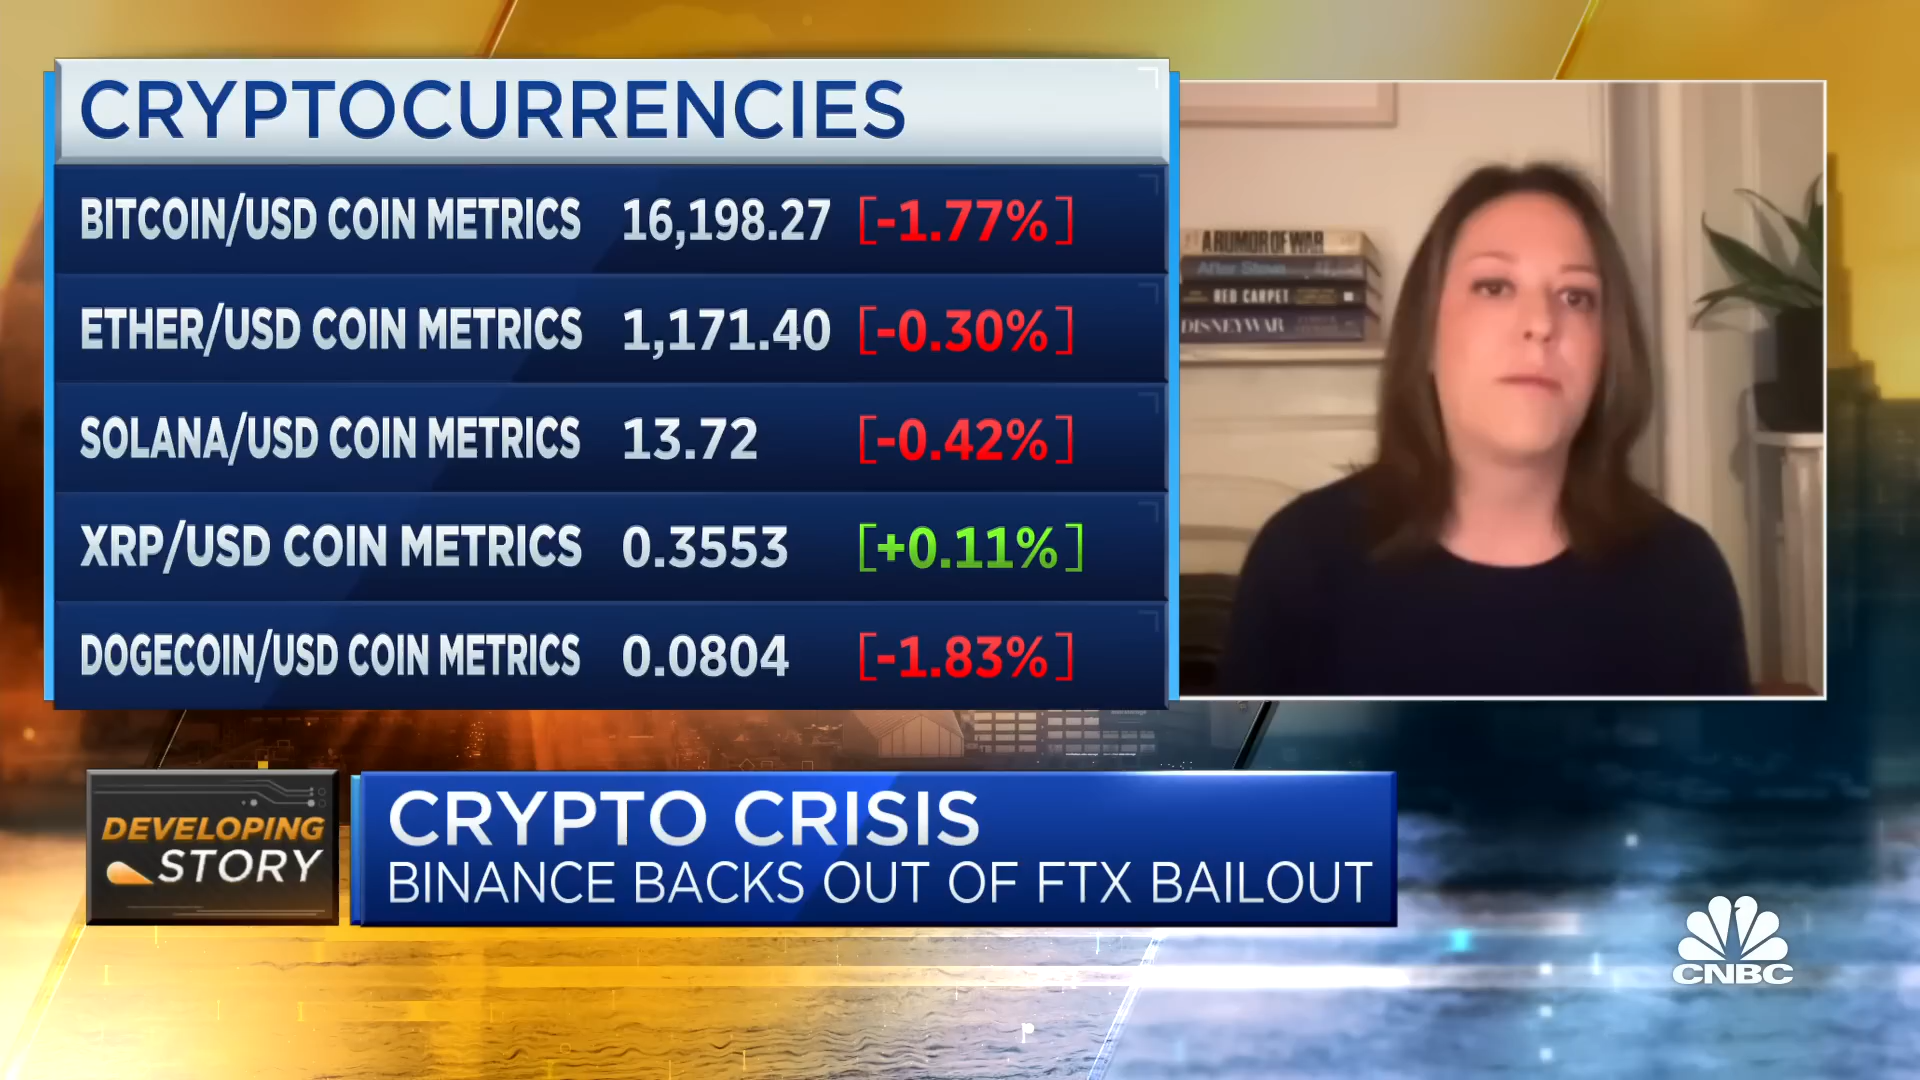 CRYPTOCURRENCIES
BITCOIN/USD COIN METRICS 16,198.27 [-1.77%]
ETHER/USD COIN METRICS 1,171.40 [-0.30%]
SOLANA/USD COIN METRICS 13.72 [-0.42%]
XRP/USD COIN METRICS 0.3553 [+0.11%]
DOGECOIN/USD COIN METRICS 0.0804 [-1.83%]
A RUMOR OF WAR
After Steve
RED CARPET
DISNEYWAR
DEVELOPING
STORY
CRYPTO CRISIS
BINANCE BACKS OUT OF FTX BAILOUT
CNBC